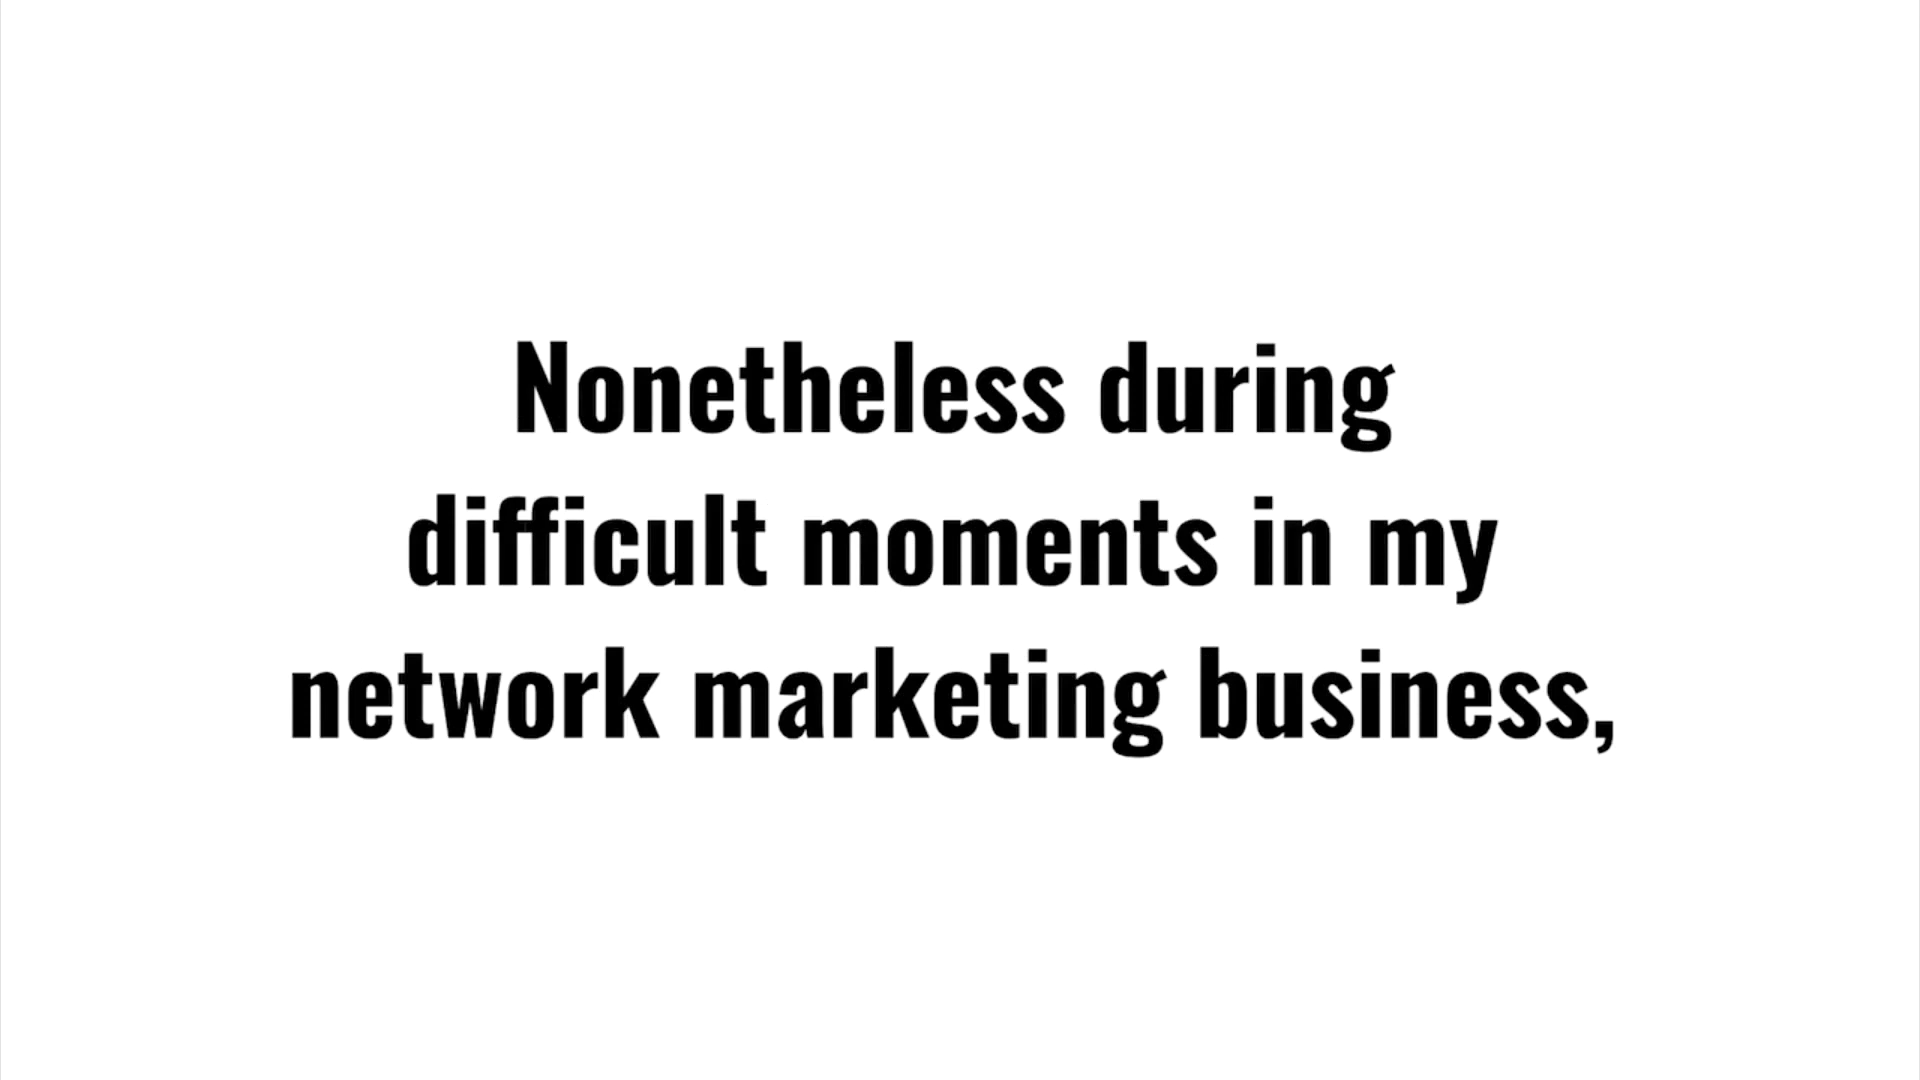 Nonetheless during
difficult moments in my
network marketing business,